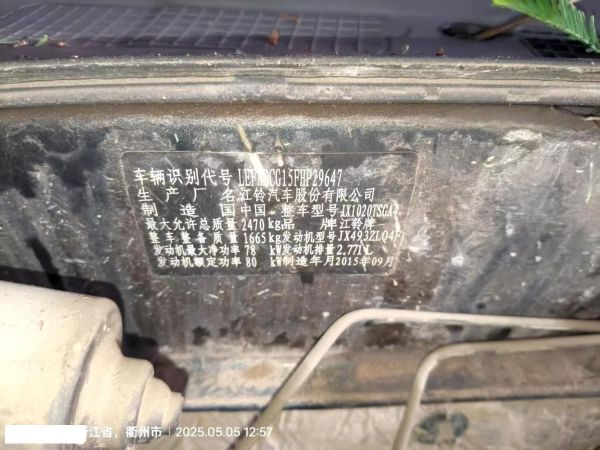 车辆识别代号
生产厂名 江铃汽车股份有限公司
制造国 中国 整车型号 JX1020TSGA4
最大允许总质量 2470 kg 品牌 江铃牌
整车整备质量 1665 kg 发动机型号 JX493ZLQ4F
发动机最大净功率 78 kW 发动机排量 2.771 L
发动机额定功率 80 kW 制造年月 2015年09月
江省，衢州市 | 2025.05.05 12:57